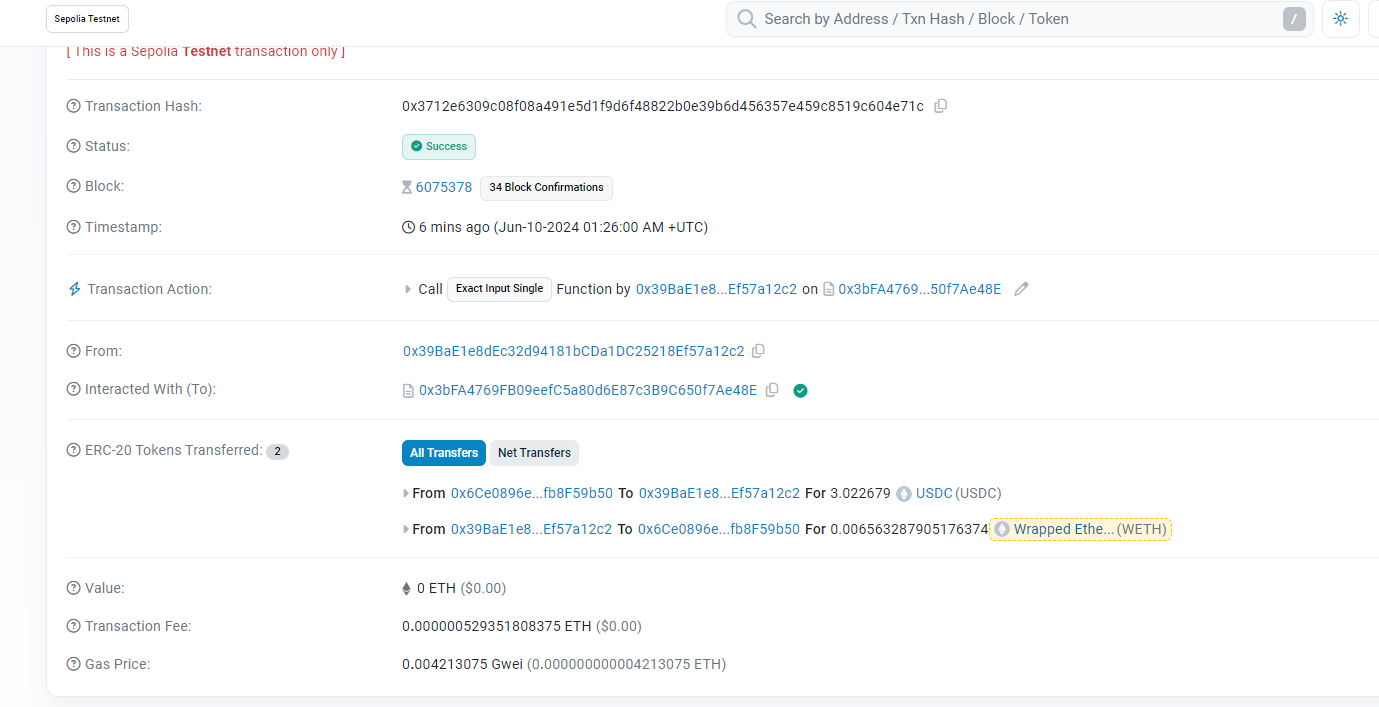 Sepolia Testnet
Search by Address / Txn Hash / Block / Token /
[ This is a Sepolia Testnet transaction only ]
Transaction Hash: 0x3712e6309c08f08a491e5d1f9d6f48822b0e39b6d456357e459c8519c604e71c
Status: Success
Block: 6075378 34 Block Confirmations
Timestamp: 6 mins ago (Jun-10-2024 01:26:00 AM +UTC)
Transaction Action: Call Exact Input Single Function by 0x39BaE1e8...Ef57a12c2 on 0x3bFA4769...50f7Ae48E
From: 0x39BaE1e8dEc32d94181bCDa1DC25218Ef57a12c2
Interacted With (To): 0x3bFA4769FB09eefC5a80d6E87c3B9C650f7Ae48E
ERC-20 Tokens Transferred: 2 All Transfers Net Transfers
From 0x6Ce0896e...fb8F59b50 To 0x39BaE1e8...Ef57a12c2 For 3.022679 USDC (USDC)
From 0x39BaE1e8...Ef57a12c2 To 0x6Ce0896e...fb8F59b50 For 0.006563287905176374 Wrapped Ethe... (WETH)
Value: 0 ETH ($0.00)
Transaction Fee: 0.000000529351808375 ETH ($0.00)
Gas Price: 0.004213075 Gwei (0.000000000004213075 ETH)